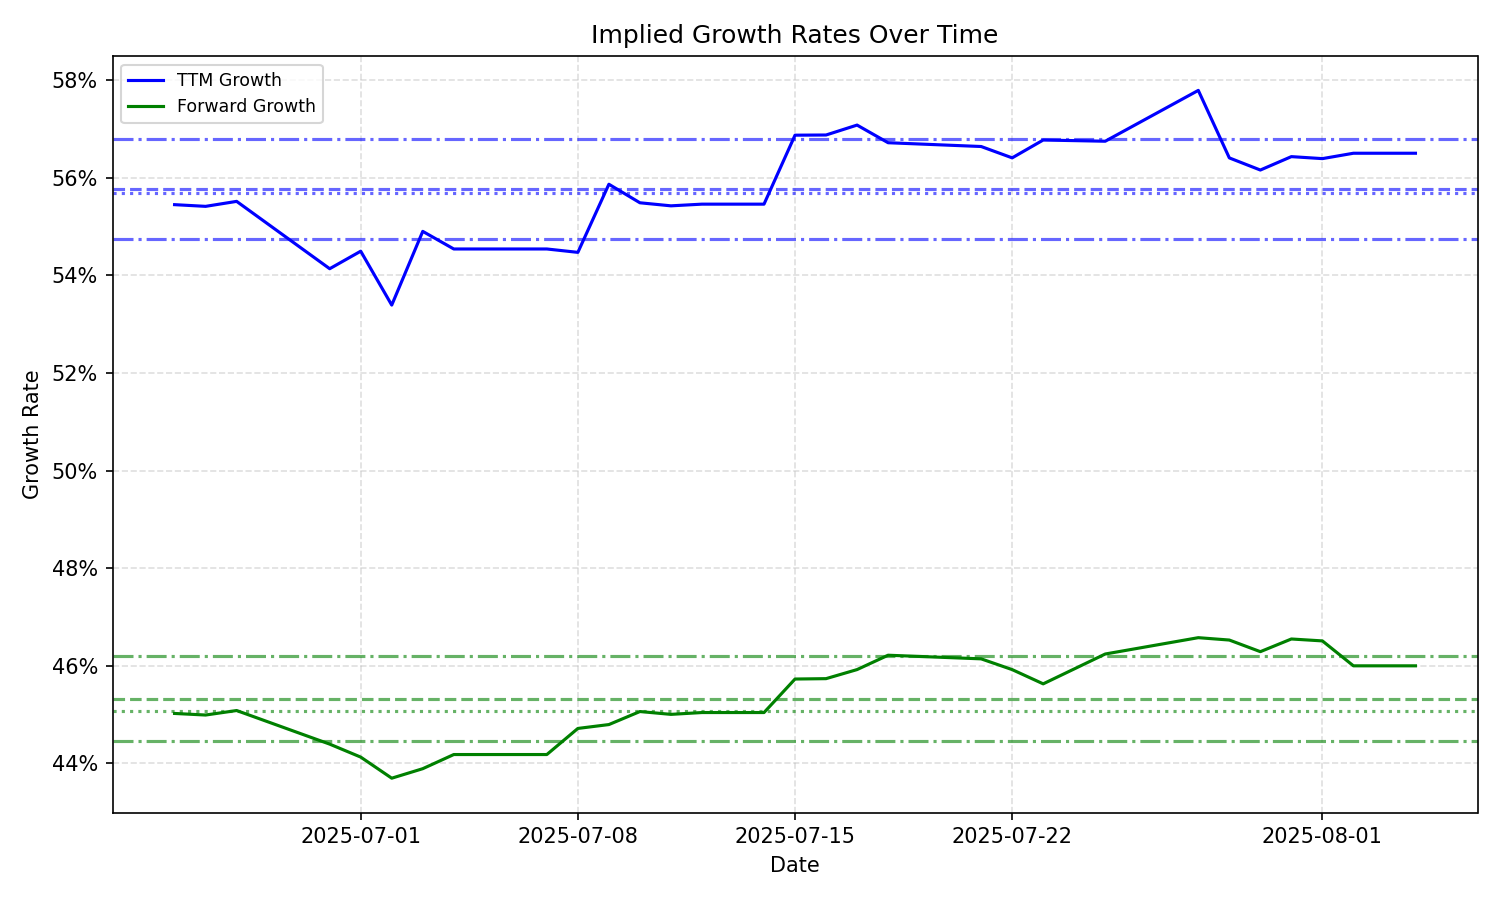 Implied Growth Rates Over Time
TTM Growth
Forward Growth
58%
56%
54%
52%
50%
48%
46%
44%
Growth Rate
2025-07-01 2025-07-08 2025-07-15 2025-07-22 2025-08-01
Date